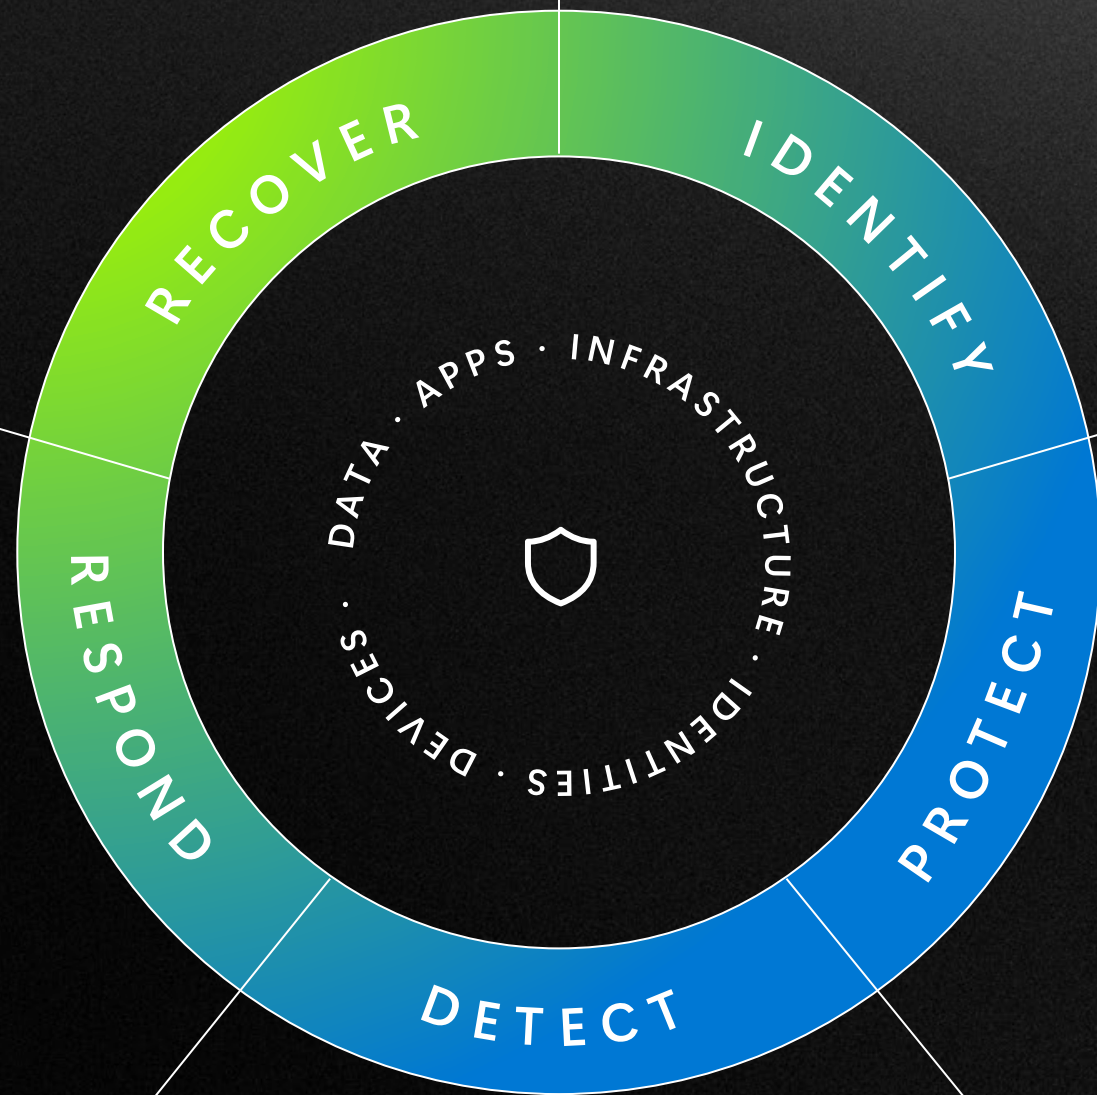 IDENTIFY
PROTECT
DETECT
RESPOND
RECOVER
DATA · APPS · INFRASTRUCTURE · IDENTITIES · DEVICES ·